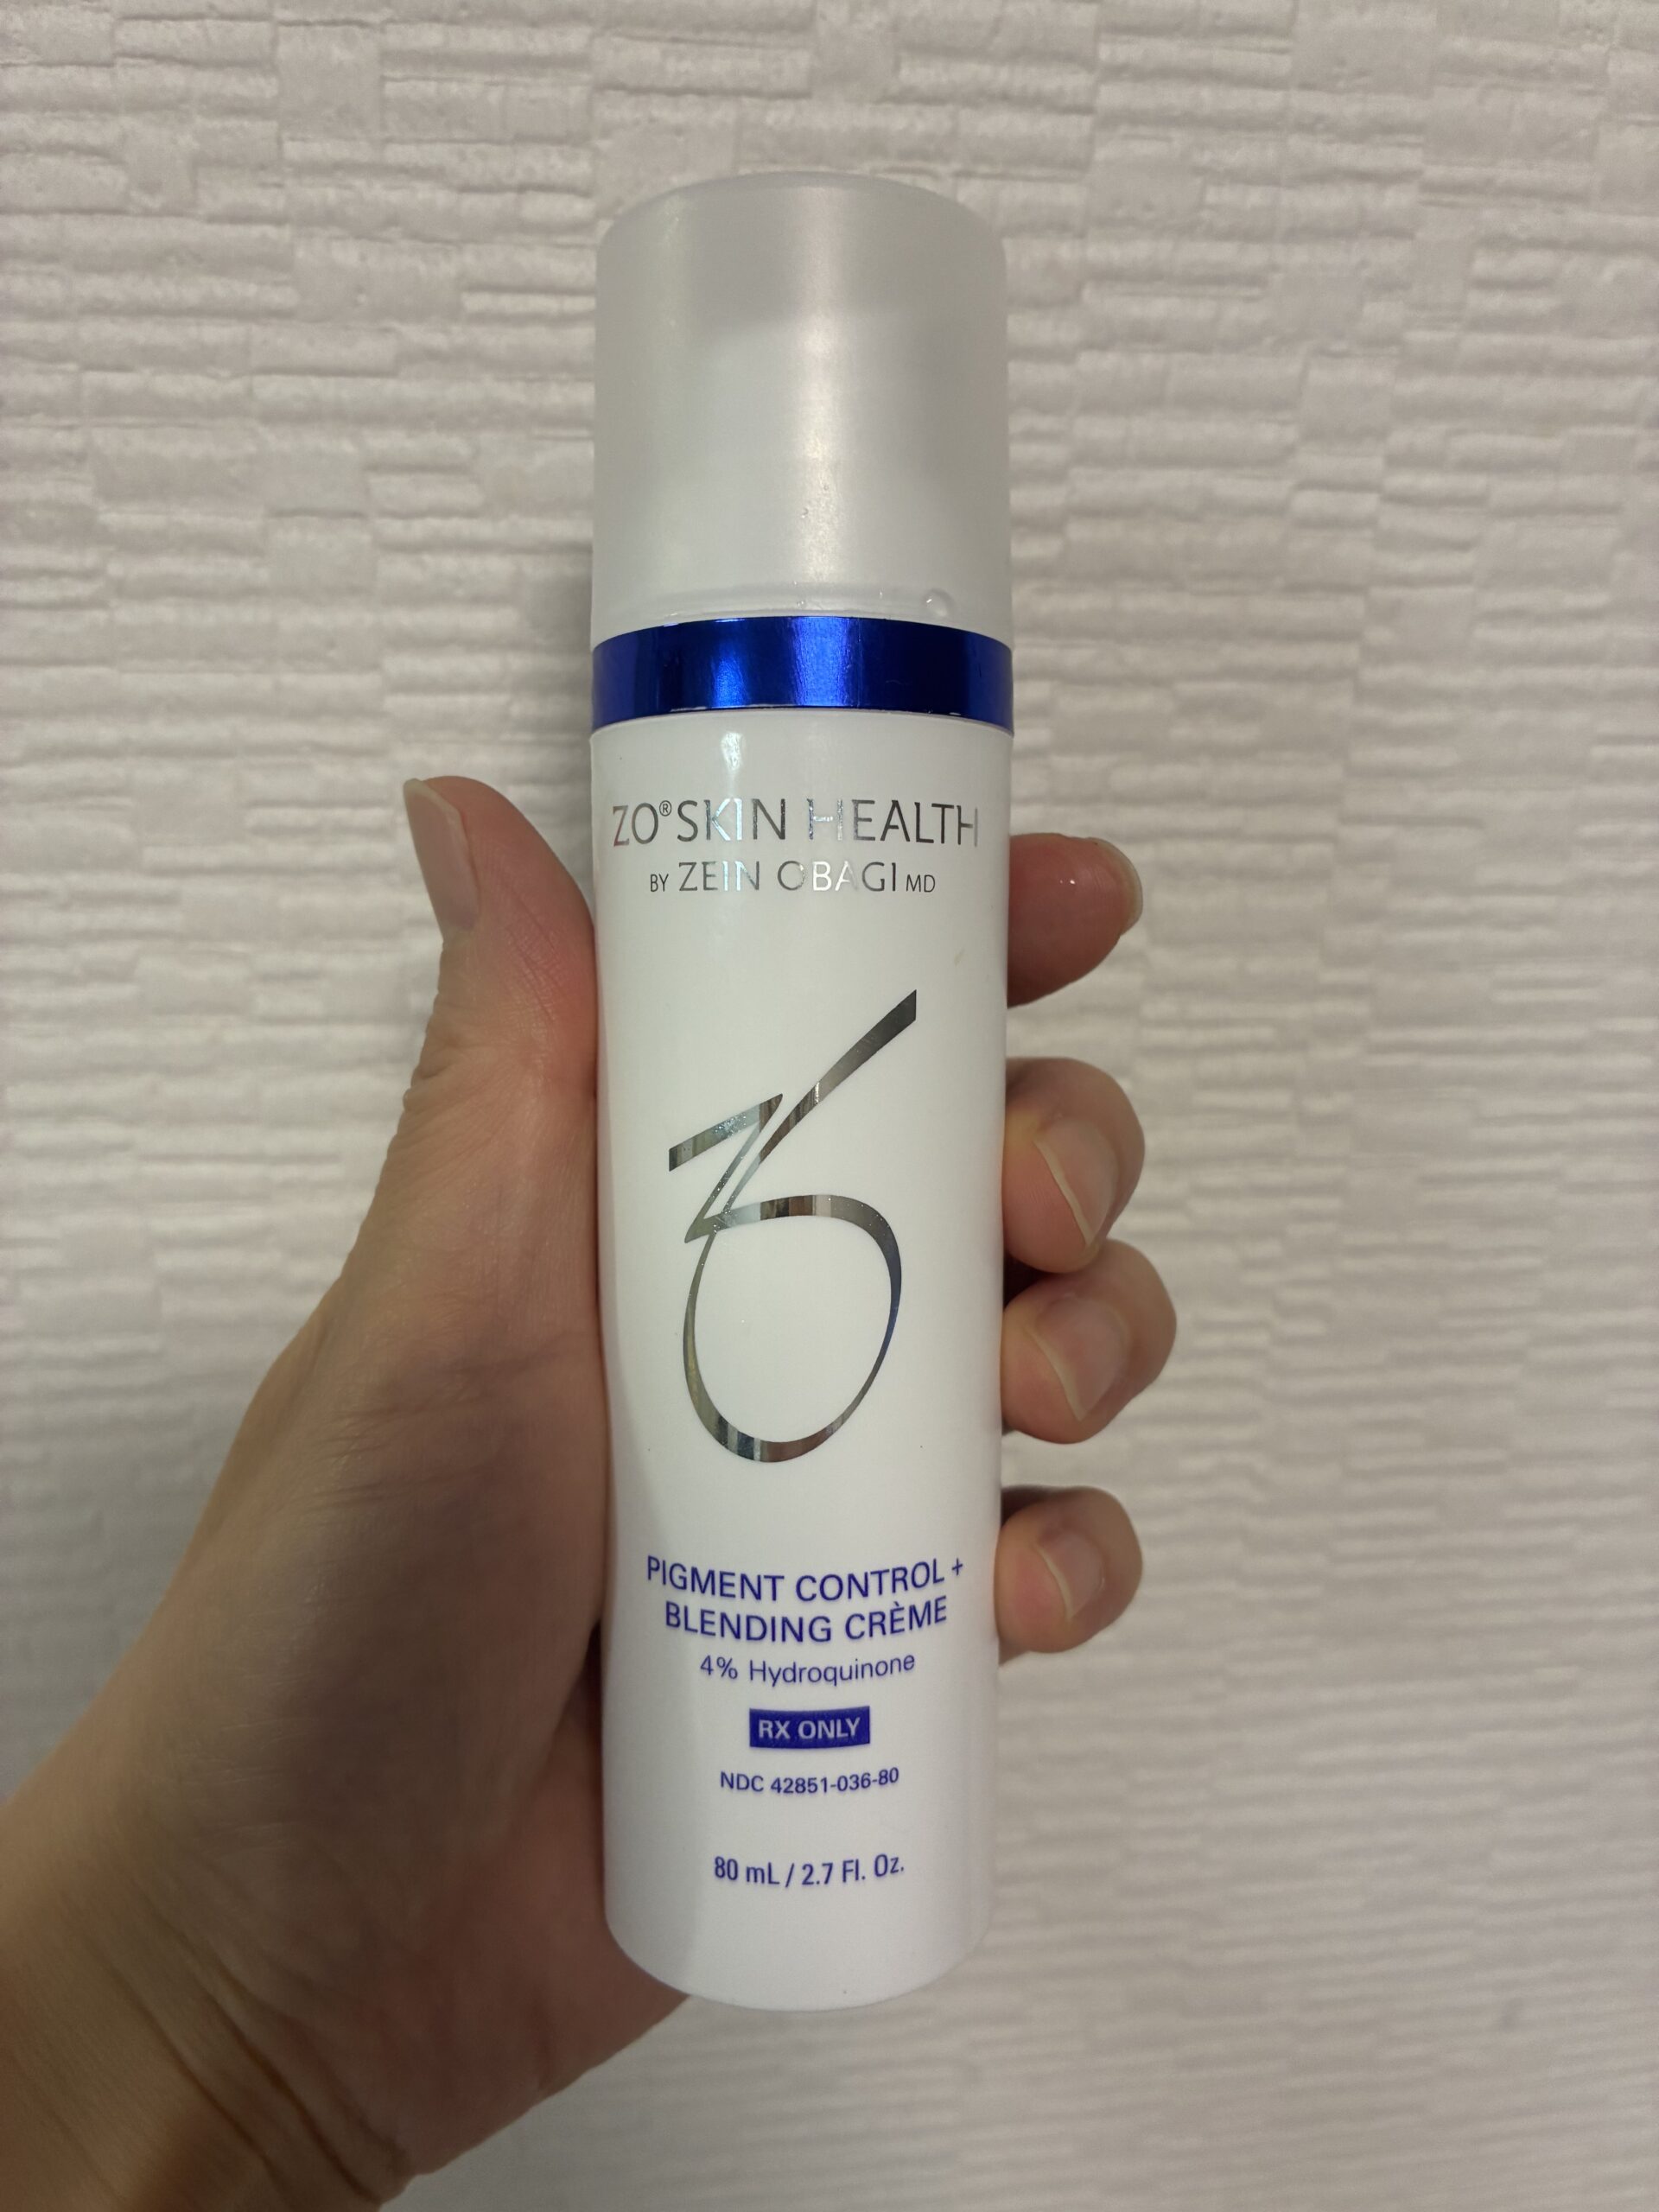 ZO® SKIN HEALTH
BY ZEIN OBAGI MD
PIGMENT CONTROL +
BLENDING CRÈME
4% Hydroquinone
RX ONLY
NDC 42851-036-80
80 mL / 2.7 Fl. Oz.